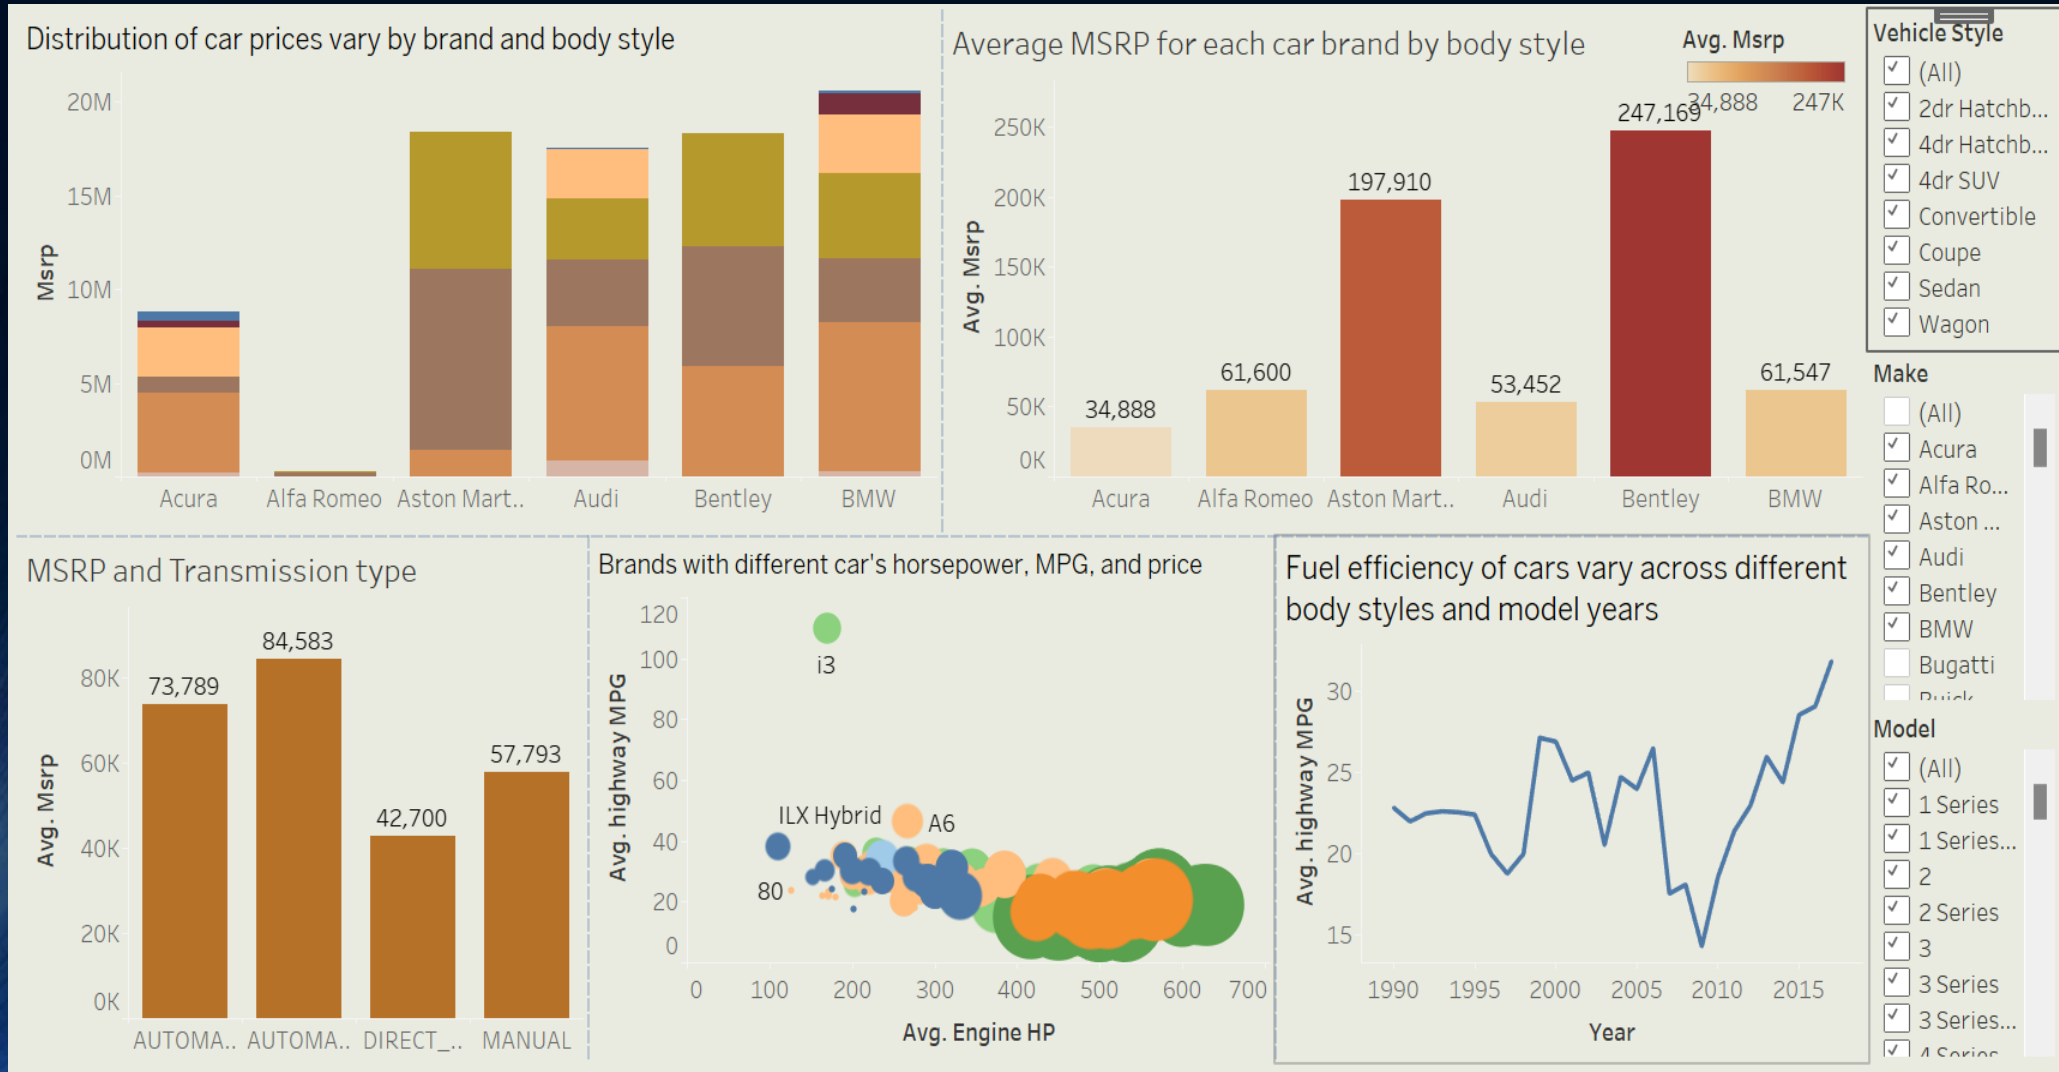 Distribution of car prices vary by brand and body style
20M
15M
10M
5M
0M
Msrp
Acura
Alfa Romeo
Aston Mart..
Audi
Bentley
BMW
Average MSRP for each car brand by body style
Avg. Msrp
34,888
247K
250K
200K
150K
100K
50K
0K
Avg. Msrp
34,888
61,600
197,910
53,452
247,169
61,547
Acura
Alfa Romeo
Aston Mart..
Audi
Bentley
BMW
MSRP and Transmission type
80K
60K
40K
20K
0K
Avg. Msrp
73,789
84,583
42,700
57,793
AUTOMA..
AUTOMA..
DIRECT_..
MANUAL
Brands with different car's horsepower, MPG, and price
120
100
80
60
40
20
0
Avg. highway MPG
i3
ILX Hybrid
A6
80
0
100
200
300
400
500
600
700
Avg. Engine HP
Fuel efficiency of cars vary across different
body styles and model years
30
25
20
15
Avg. highway MPG
1990
1995
2000
2005
2010
2015
Year
Vehicle Style
(All)
2dr Hatchb...
4dr Hatchb...
4dr SUV
Convertible
Coupe
Sedan
Wagon
Make
(All)
Acura
Alfa Ro...
Aston ...
Audi
Bentley
BMW
Bugatti
Buick
Model
(All)
1 Series
1 Series...
2
2 Series
3
3 Series
3 Series...
4 Series